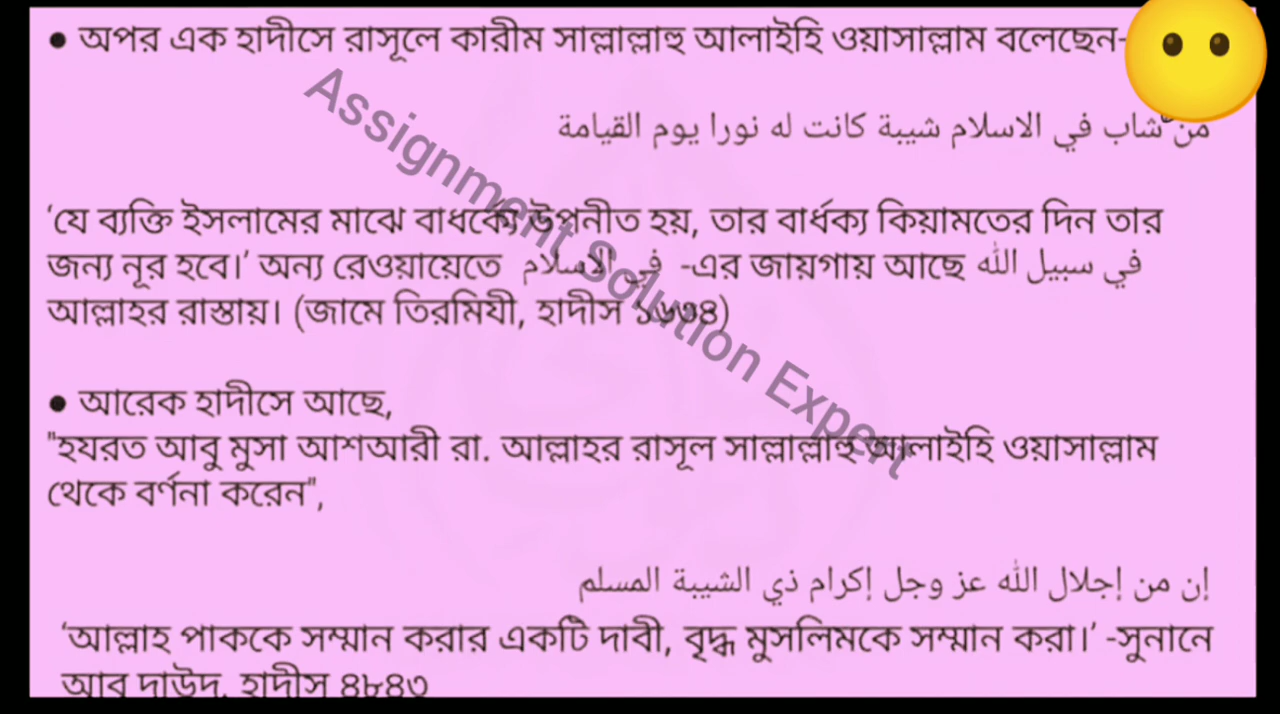 ● অপর এক হাদীসে রাসূলে কারীম সাল্লাল্লাহু আলাইহি ওয়াসাল্লাম বলেছেন-
من شاب في الاسلام شيبة كانت له نورا يوم القيامة
‘যে ব্যক্তি ইসলামের মাঝে বাধক্যে উপনীত হয়, তার বার্ধক্য কিয়ামতের দিন তার
জন্য নূর হবে।’ অন্য রেওয়ায়েতে في الاسلام -এর জায়গায় আছে في سبيل الله
আল্লাহর রাস্তায়। (জামে তিরমিযী, হাদীস ১৬৩৪)
● আরেক হাদীসে আছে,
"হযরত আবু মুসা আশআরী রা. আল্লাহর রাসূল সাল্লাল্লাহু আলাইহি ওয়াসাল্লাম
থেকে বর্ণনা করেন",
إن من إجلال الله عز وجل إكرام ذي الشيبة المسلم
‘আল্লাহ পাককে সম্মান করার একটি দাবী, বৃদ্ধ মুসলিমকে সম্মান করা।’ -সুনানে
আবু দাউদ, হাদীস ৪৮৪৩
Assignment Solution Expert